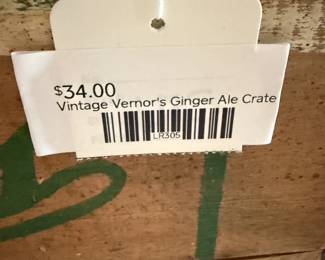 $34.00
Vintage Vernor's Ginger Ale Crate
LR305